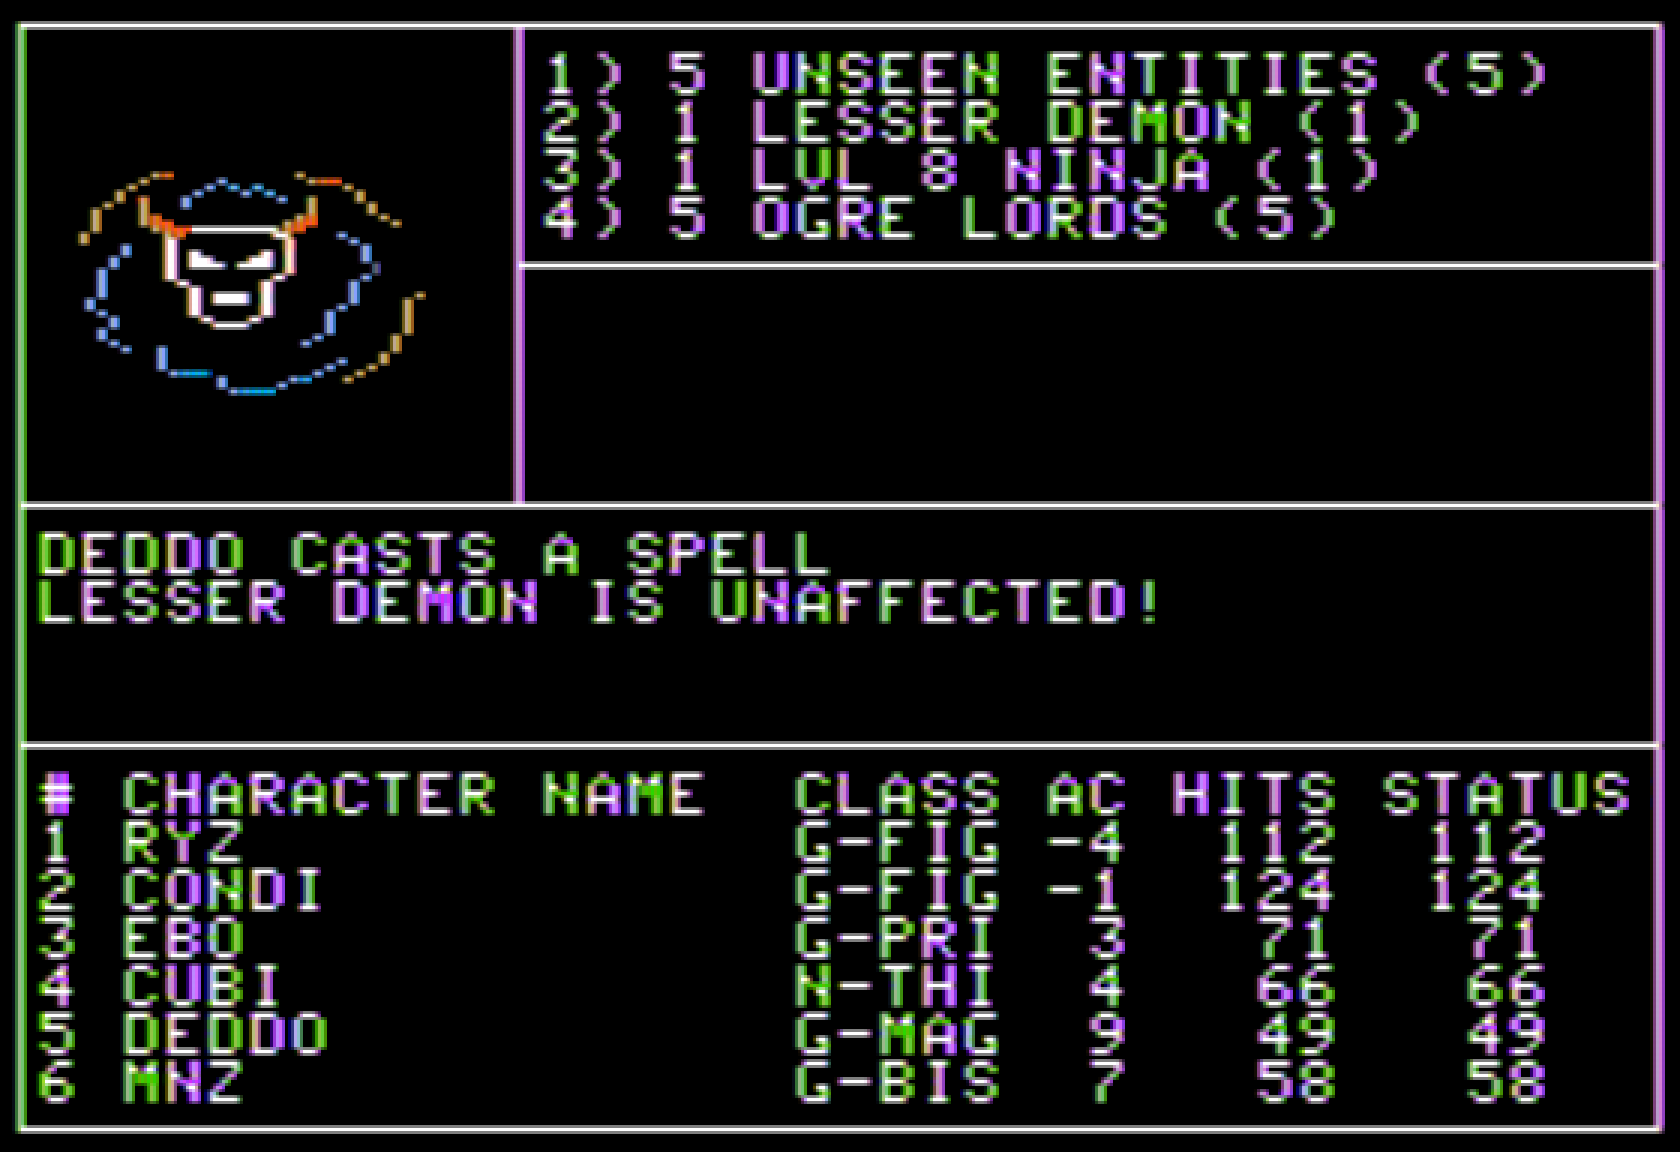 1) 5 UNSEEN ENTITIES (5)
2) 1 LESSER DEMON (1)
3) 1 LVL 8 NINJA (1)
4) 5 OGRE LORDS (5)
DEDDO CASTS A SPELL
LESSER DEMON IS UNAFFECTED!
# CHARACTER NAME CLASS AC HITS STATUS
1 RYZ G-FIG -4 112 112
2 CONDI G-FIG -1 124 124
3 EBO G-PRI 3 71 71
4 CUBI N-THI 4 66 66
5 DEDDO G-MAG 9 49 49
6 MNZ G-BIS 7 58 58